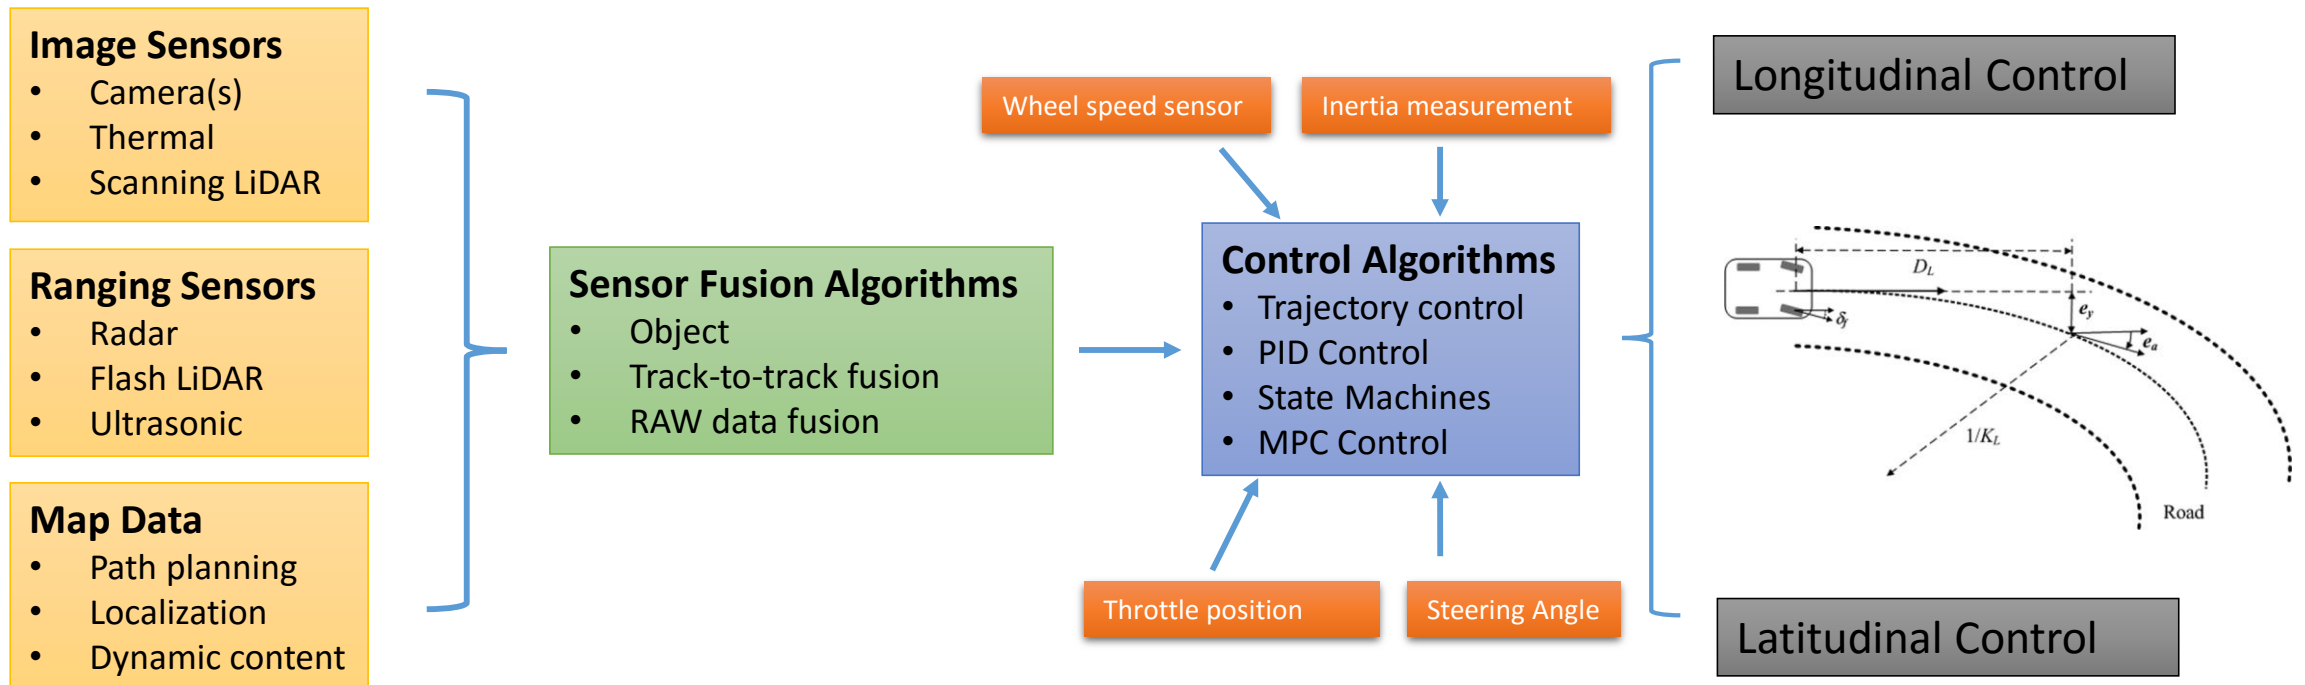 Image Sensors
• Camera(s)
• Thermal
• Scanning LiDAR
Ranging Sensors
• Radar
• Flash LiDAR
• Ultrasonic
Map Data
• Path planning
• Localization
• Dynamic content
Sensor Fusion Algorithms
• Object
• Track-to-track fusion
• RAW data fusion
Wheel speed sensor
Inertia measurement
Control Algorithms
• Trajectory control
• PID Control
• State Machines
• MPC Control
Throttle position
Steering Angle
Longitudinal Control
D_L
δ_f
e_y
e_a
1/K_L
Road
Latitudinal Control